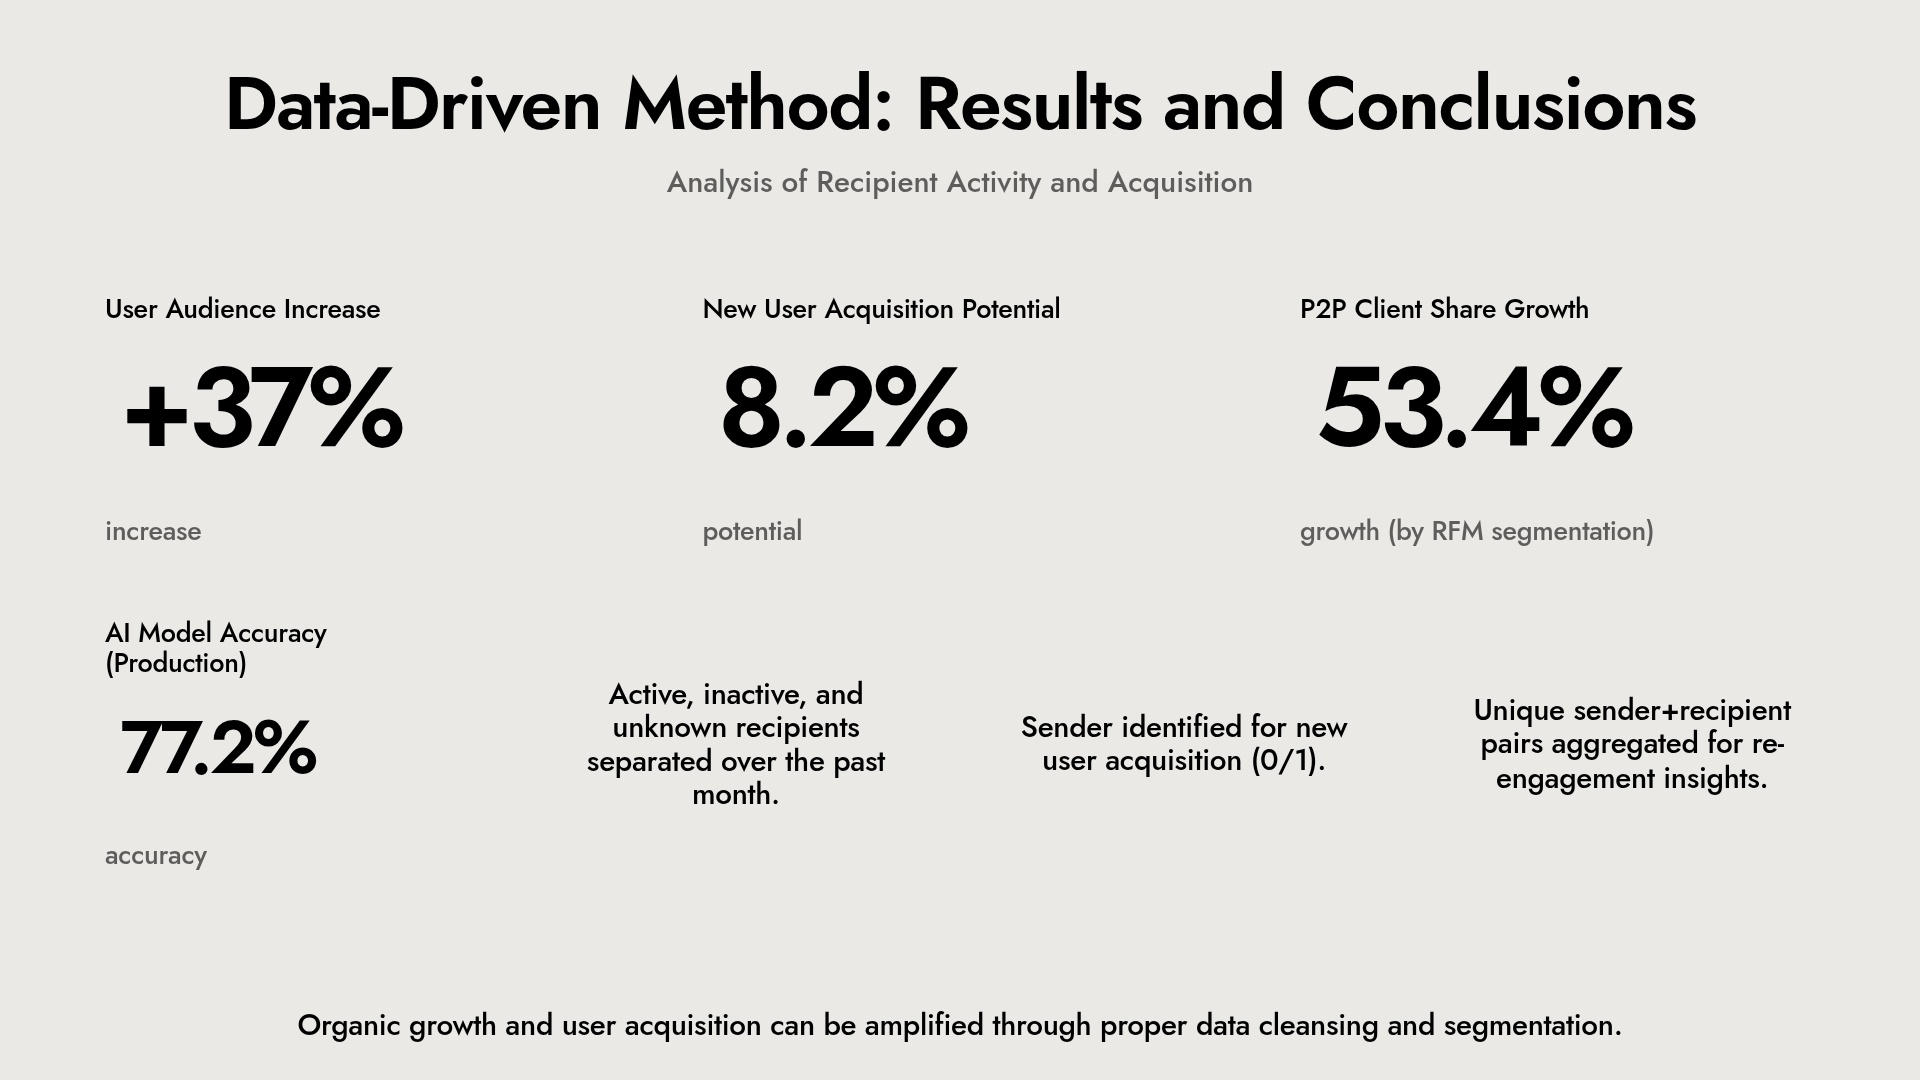 Data-Driven Method: Results and Conclusions
Analysis of Recipient Activity and Acquisition
User Audience Increase
+37%
increase
New User Acquisition Potential
8.2%
potential
P2P Client Share Growth
53.4%
growth (by RFM segmentation)
AI Model Accuracy
(Production)
77.2%
accuracy
Active, inactive, and
unknown recipients
separated over the past
month.
Sender identified for new
user acquisition (0/1).
Unique sender+recipient
pairs aggregated for re-
engagement insights.
Organic growth and user acquisition can be amplified through proper data cleansing and segmentation.